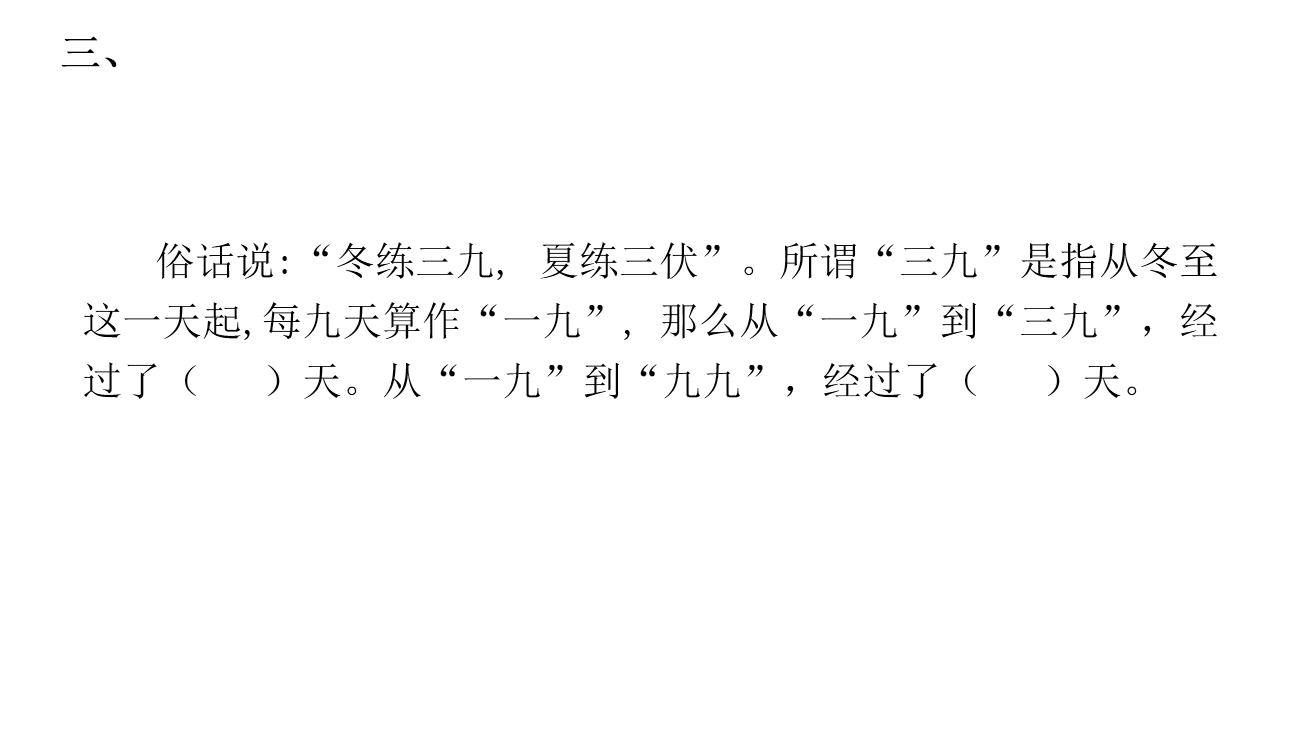 三、
俗话说:“冬练三九, 夏练三伏”。所谓“三九”是指从冬至
这一天起,每九天算作“一九”, 那么从“一九”到“三九”，经
过了（　　）天。从“一九”到“九九”，经过了（　　）天。